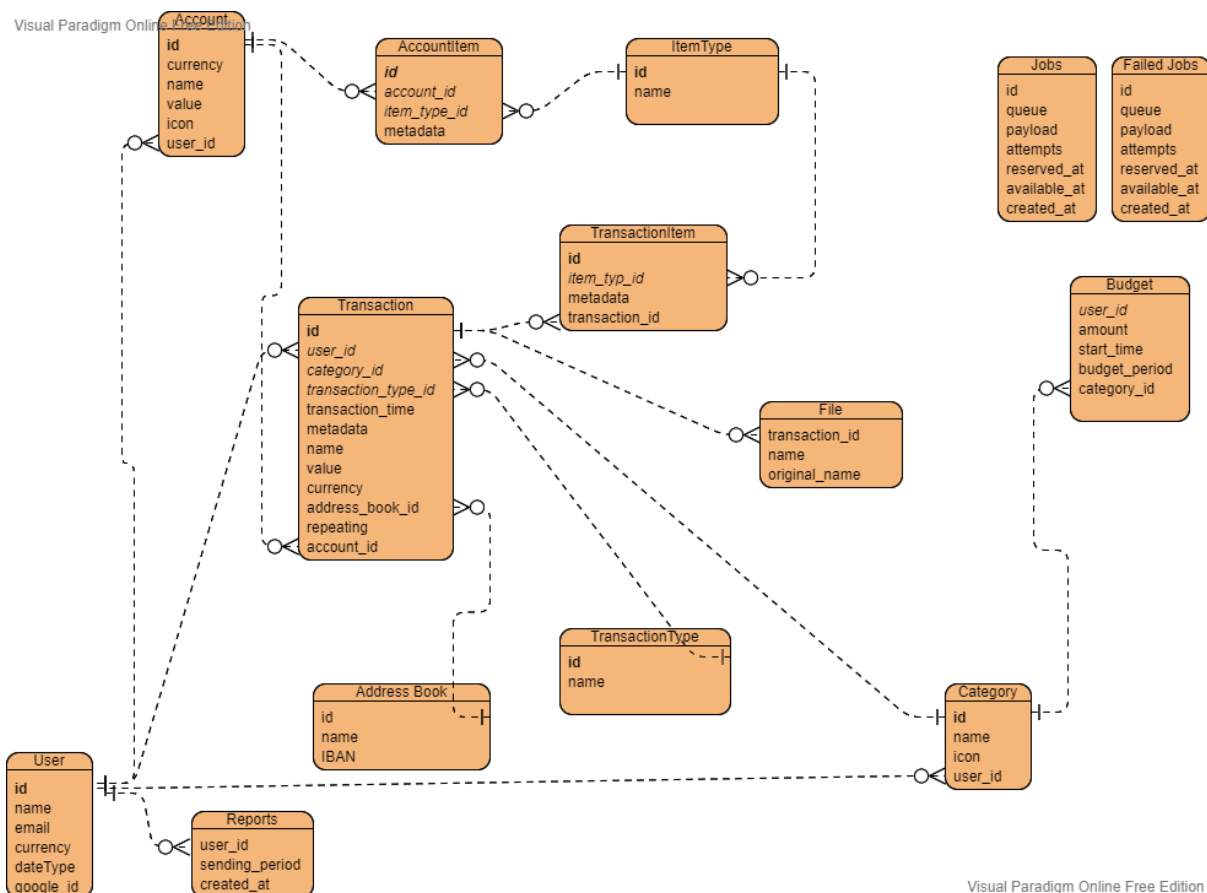 Visual Paradigm Online Free Edition
Account
id
currency
name
value
icon
user_id
AccountItem
id
account_id
item_type_id
metadata
ItemType
id
name
Jobs
id
queue
payload
attempts
reserved_at
available_at
created_at
Failed Jobs
id
queue
payload
attempts
reserved_at
available_at
created_at
TransactionItem
id
item_typ_id
metadata
transaction_id
Transaction
id
user_id
category_id
transaction_type_id
transaction_time
metadata
name
value
currency
address_book_id
repeating
account_id
Budget
user_id
amount
start_time
budget_period
category_id
File
transaction_id
name
original_name
TransactionType
id
name
Address Book
id
name
IBAN
Category
id
name
icon
user_id
User
id
name
email
currency
dateType
google_id
Reports
user_id
sending_period
created_at
Visual Paradigm Online Free Edition